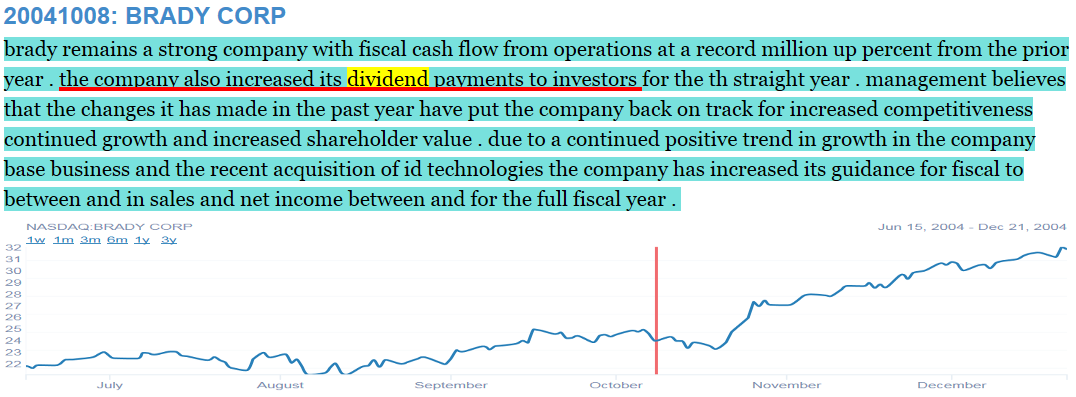 20041008: BRADY CORP
brady remains a strong company with fiscal cash flow from operations at a record million up percent from the prior
year . the company also increased its dividend payments to investors for the th straight year . management believes
that the changes it has made in the past year have put the company back on track for increased competitiveness
continued growth and increased shareholder value . due to a continued positive trend in growth in the company
base business and the recent acquisition of id technologies the company has increased its guidance for fiscal to
between and in sales and net income between and for the full fiscal year .
NASDAQ:BRADY CORP Jun 15, 2004 - Dec 21, 2004
1w 1m 3m 6m 1y 3y
32
31
30
29
28
27
26
25
24
23
22
July August September October November December